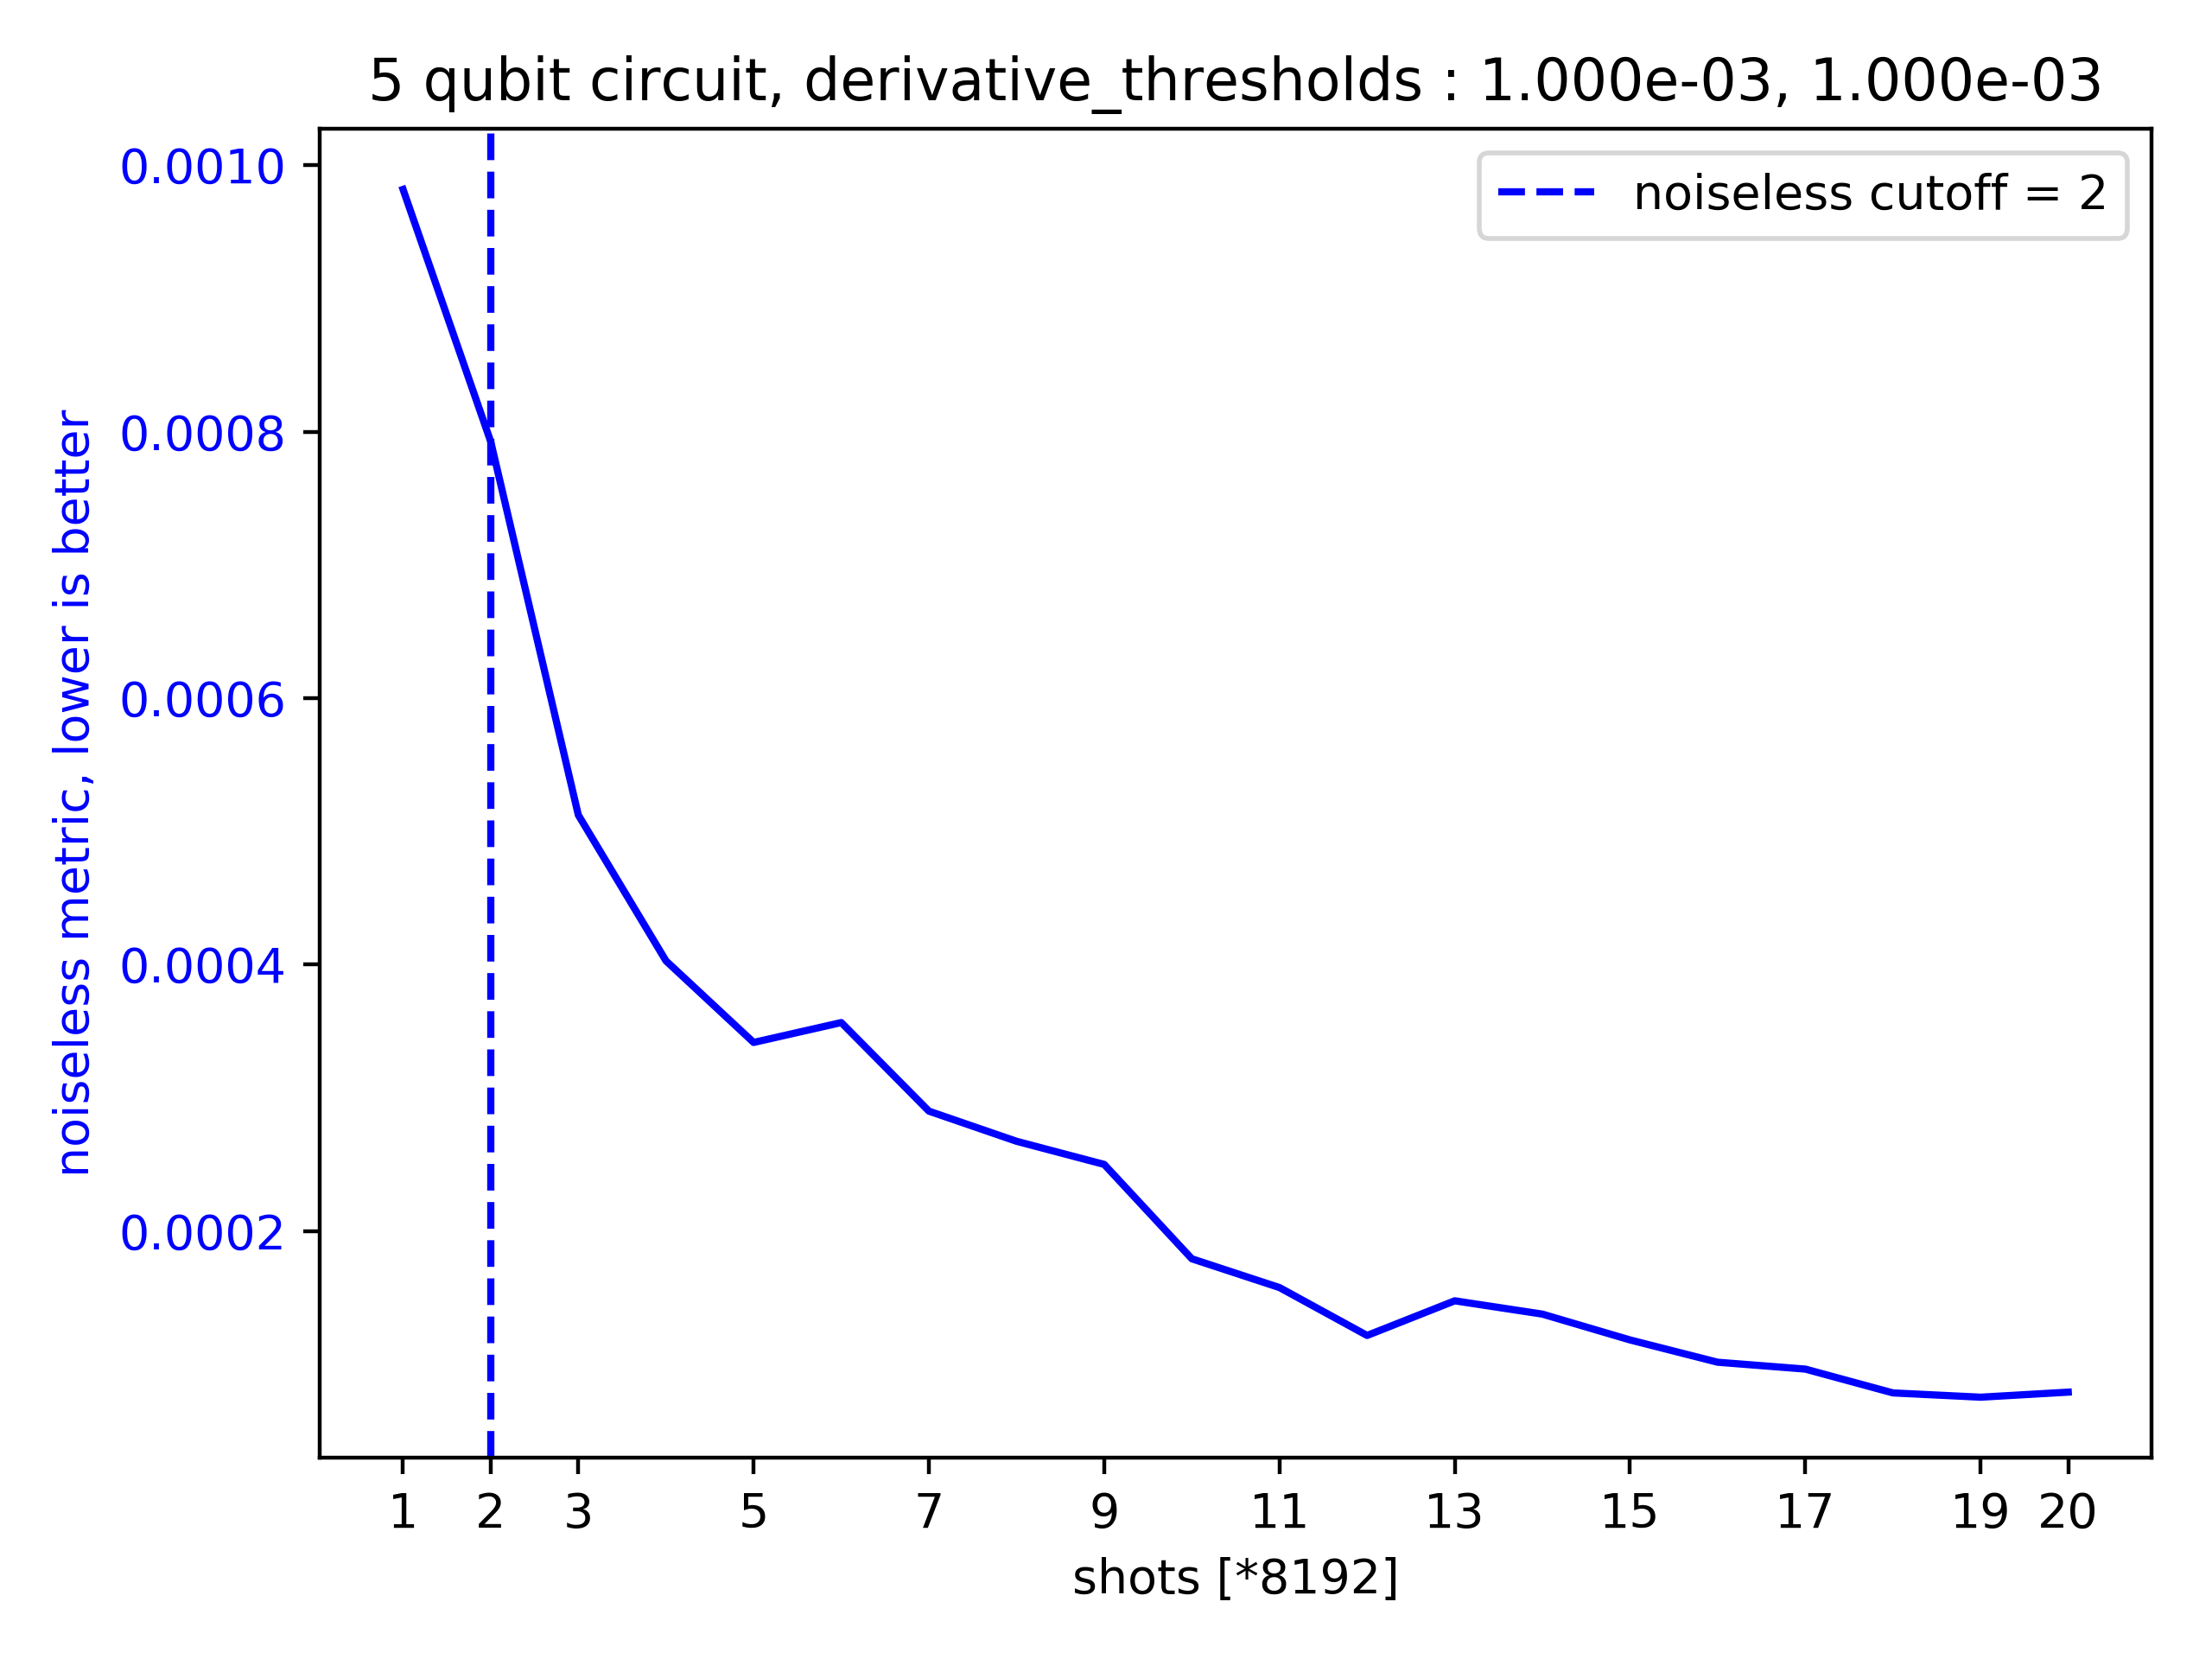 5 qubit circuit, derivative_thresholds : 1.000e-03, 1.000e-03
noiseless cutoff = 2
noiseless metric, lower is better
0.0010
0.0008
0.0006
0.0004
0.0002
1 2 3 5 7 9 11 13 15 17 19 20
shots [*8192]